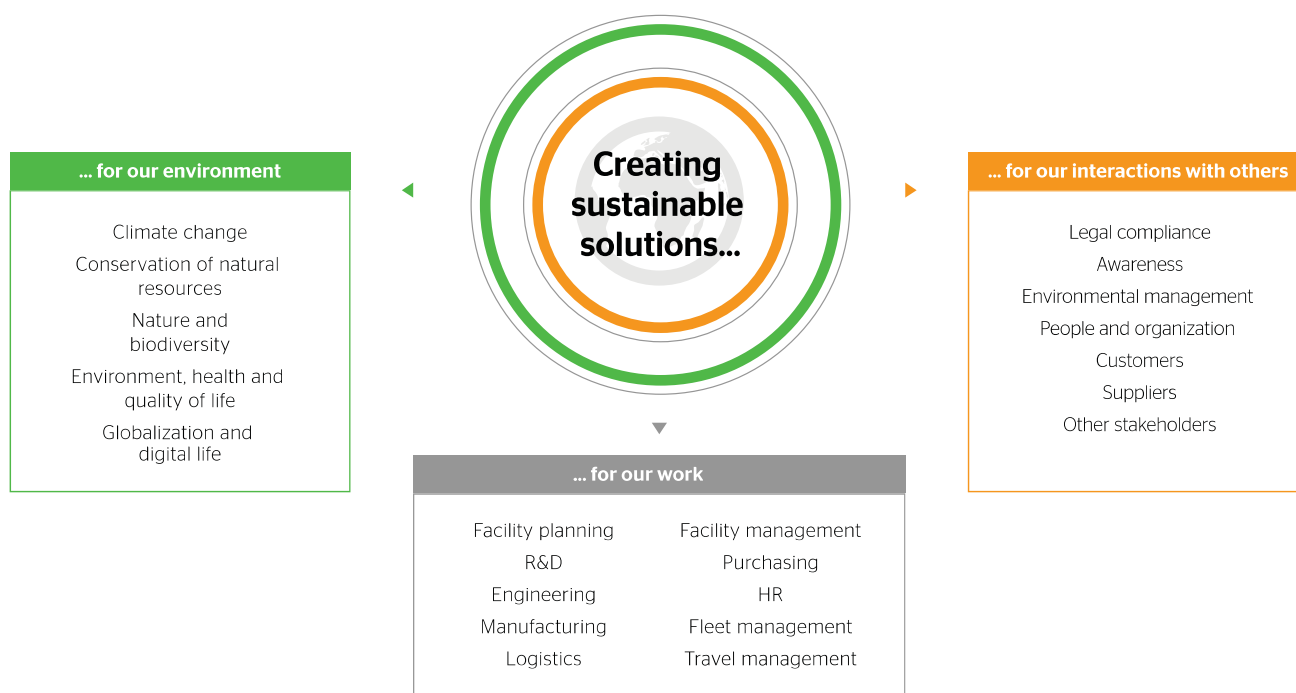 Creating
sustainable
solutions...
... for our environment
Climate change
Conservation of natural
resources
Nature and
biodiversity
Environment, health and
quality of life
Globalization and
digital life
... for our interactions with others
Legal compliance
Awareness
Environmental management
People and organization
Customers
Suppliers
Other stakeholders
... for our work
Facility planning
R&D
Engineering
Manufacturing
Logistics
Facility management
Purchasing
HR
Fleet management
Travel management